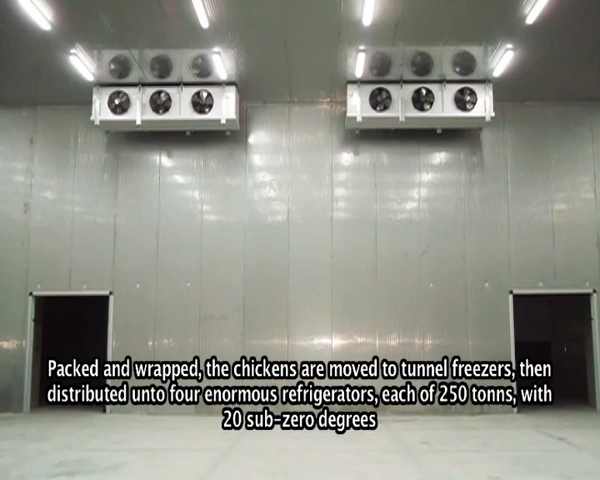 Packed and wrapped, the chickens are moved to tunnel freezers, then
distributed unto four enormous refrigerators, each of 250 tonns, with
20 sub-zero degrees